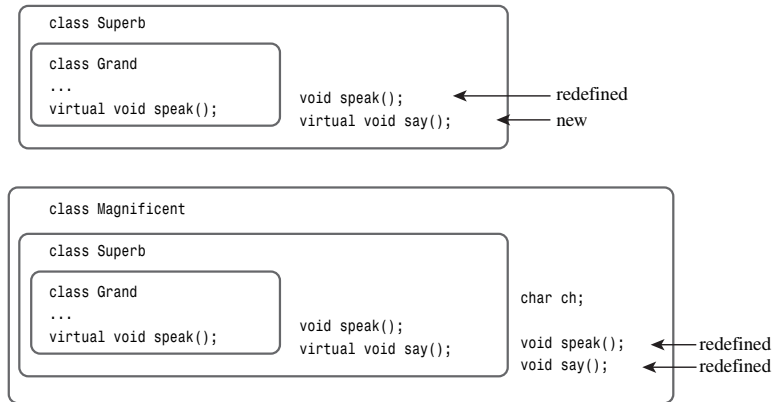 class Superb
class Grand
...
virtual void speak();
void speak();
redefined
virtual void say();
new
class Magnificent
class Superb
class Grand
...
virtual void speak();
void speak();
virtual void say();
char ch;
void speak();
redefined
void say();
redefined